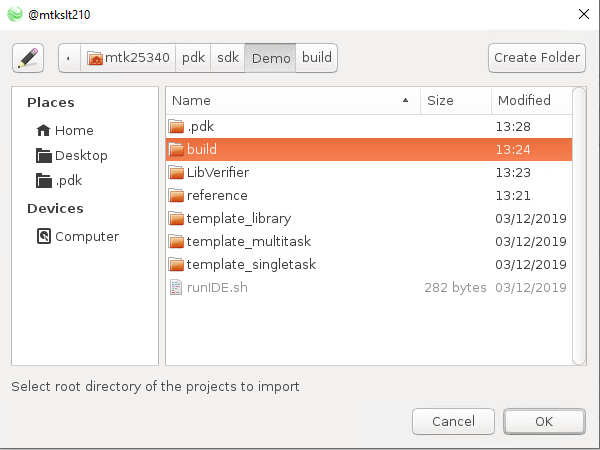 @mtkslt210
mtk25340 pdk sdk Demo build Create Folder
Places
Home
Desktop
.pdk
Devices
Computer
Name Size Modified
.pdk 13:28
build 13:24
LibVerifier 13:23
reference 13:21
template_library 03/12/2019
template_multitask 03/12/2019
template_singletask 03/12/2019
runIDE.sh 282 bytes 03/12/2019
Select root directory of the projects to import
Cancel OK